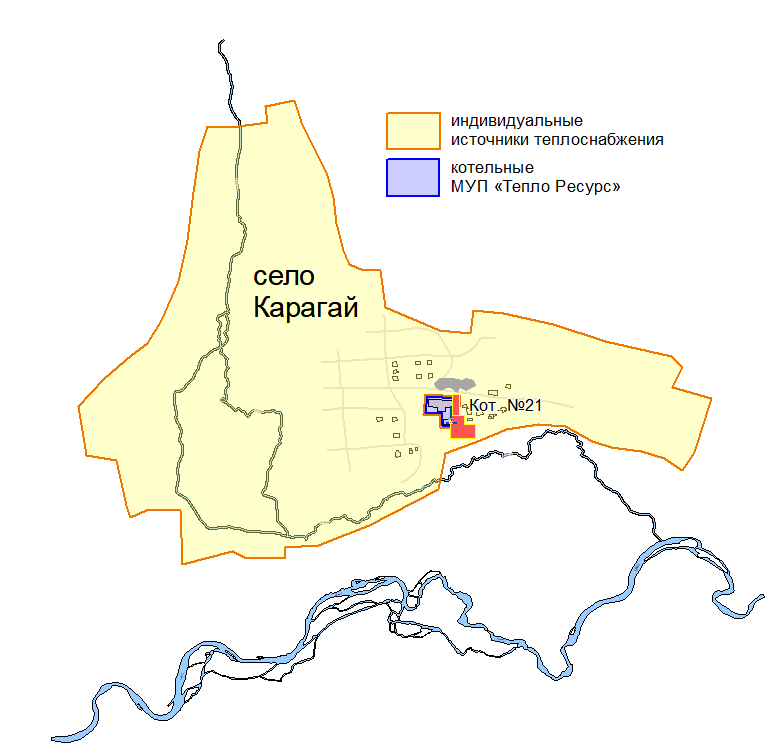 индивидуальные
источники теплоснабжения
котельные
МУП «Тепло Ресурс»
село
Карагай
Кот. №21